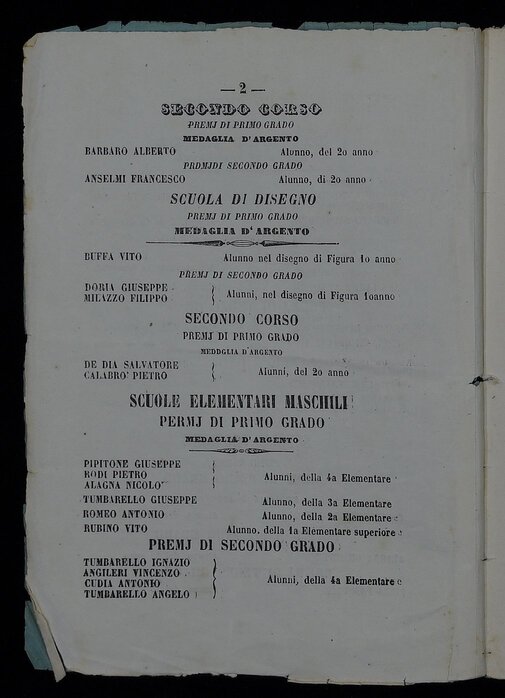 — 2 —
SECONDO CORSO
PREMJ DI PRIMO GRADO
MEDAGLIA D'ARGENTO
BARBARO ALBERTO Alunno, del 2o anno
PRDMJDI SECONDO GRADO
ANSELMI FRANCESCO Alunno, di 2o anno
SCUOLA DI DISEGNO
PREMJ DI PRIMO GRADO
MEDAGLIA D'ARGENTO
BUFFA VITO Alunno nel disegno di Figura 1o anno
PREMJ DI SECONDO GRADO
DORIA GIUSEPPE
MILAZZO FILIPPO } Alunni, nel disegno di Figura 1oanno
SECONDO CORSO
PREMJ DI PRIMO GRADO
MEDDGLIA D'ARGENTO
DE DIA SALVATORE
CALABRO' PIETRO } Alunni, del 2o anno
SCUOLE ELEMENTARI MASCHILI
PERMJ DI PRIMO GRADO
MEDAGLIA D'ARGENTO
PIPITONE GIUSEPPE
RODI PIETRO } Alunni, della 4a Elementare
ALAGNA NICOLO'
TUMBARELLO GIUSEPPE Alunno, della 3a Elementare
ROMEO ANTONIO Alunno, della 2a Elementare
RUBINO VITO Alunno. della 1a Elementare superiore
PREMJ DI SECONDO GRADO
TUMBARELLO IGNAZIO
ANGILERI VINCENZO
CUDIA ANTONIO } Alunni, della 4a Elementare
TUMBARELLO ANGELO